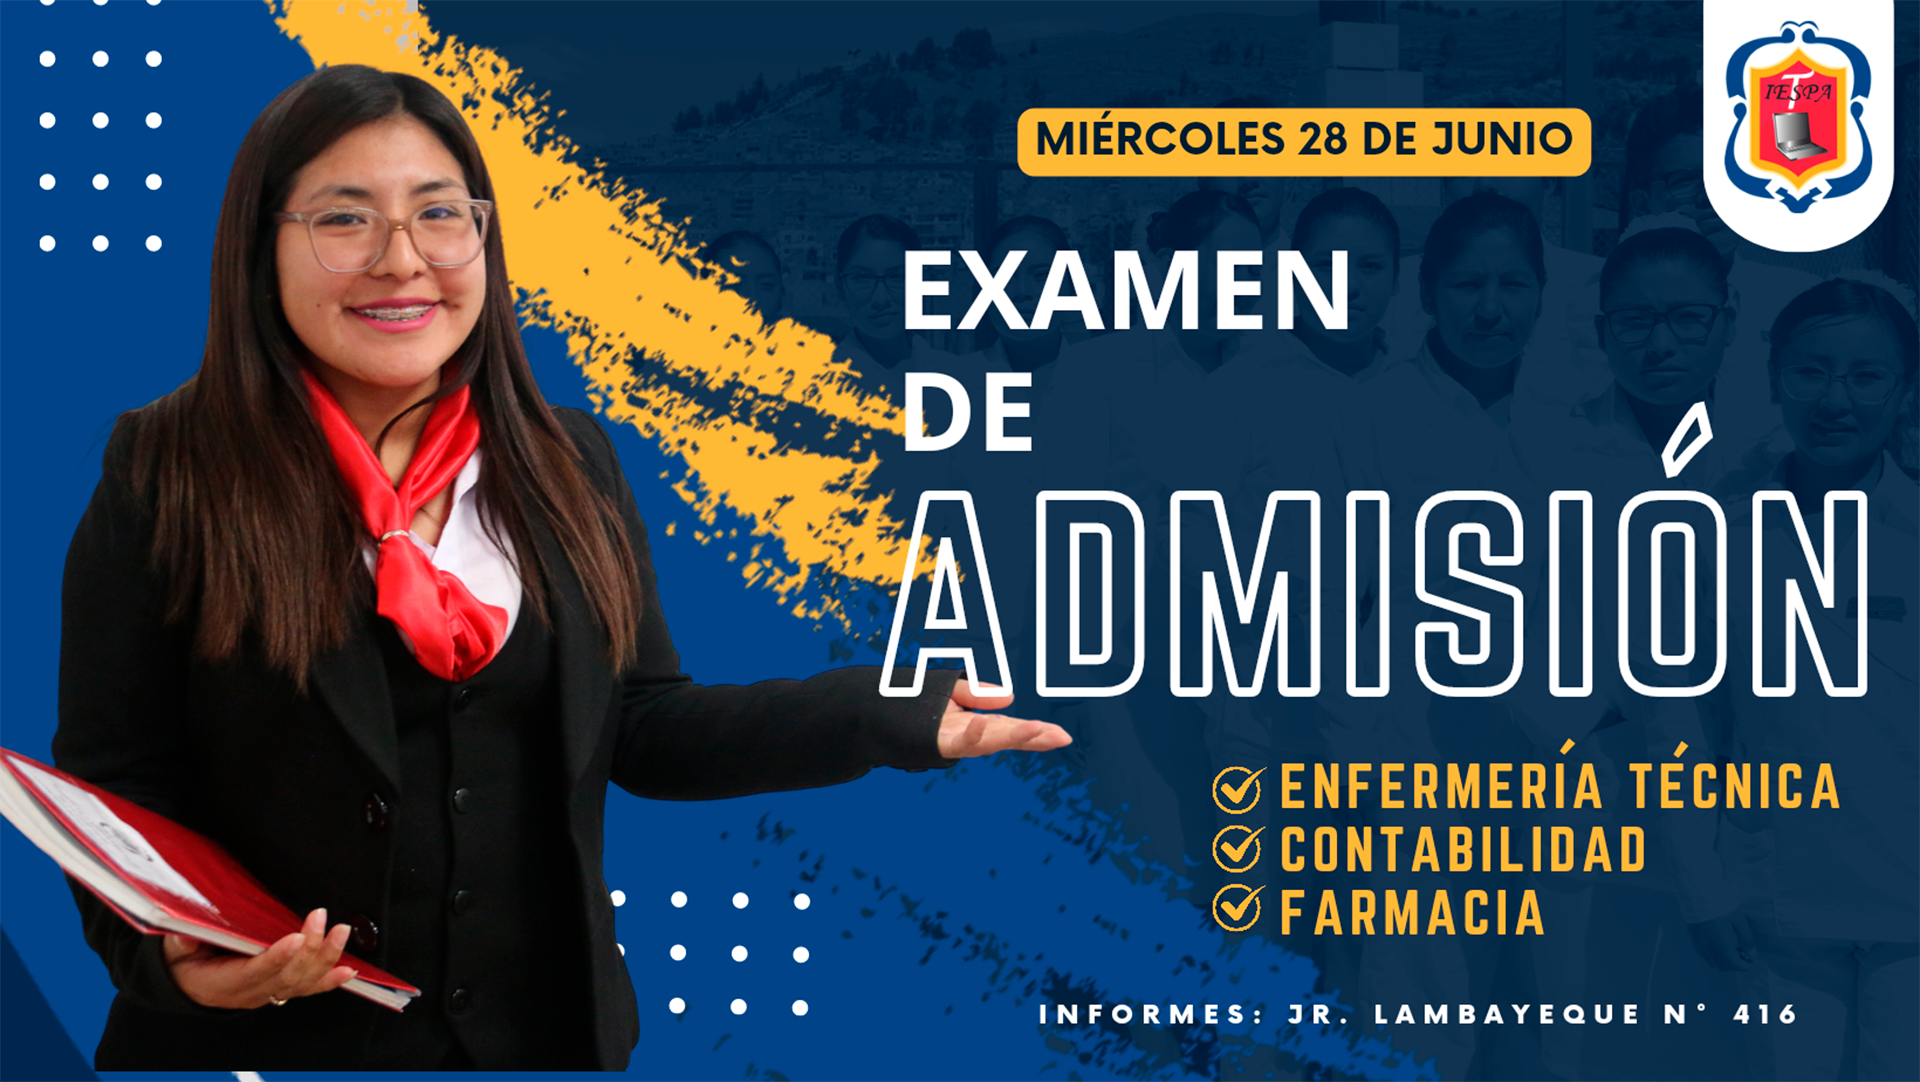 IESPA
MIÉRCOLES 28 DE JUNIO
EXAMEN
DE
ADMISIÓN
ENFERMERÍA TÉCNICA
CONTABILIDAD
FARMACIA
INFORMES: JR. LAMBAYEQUE N° 416